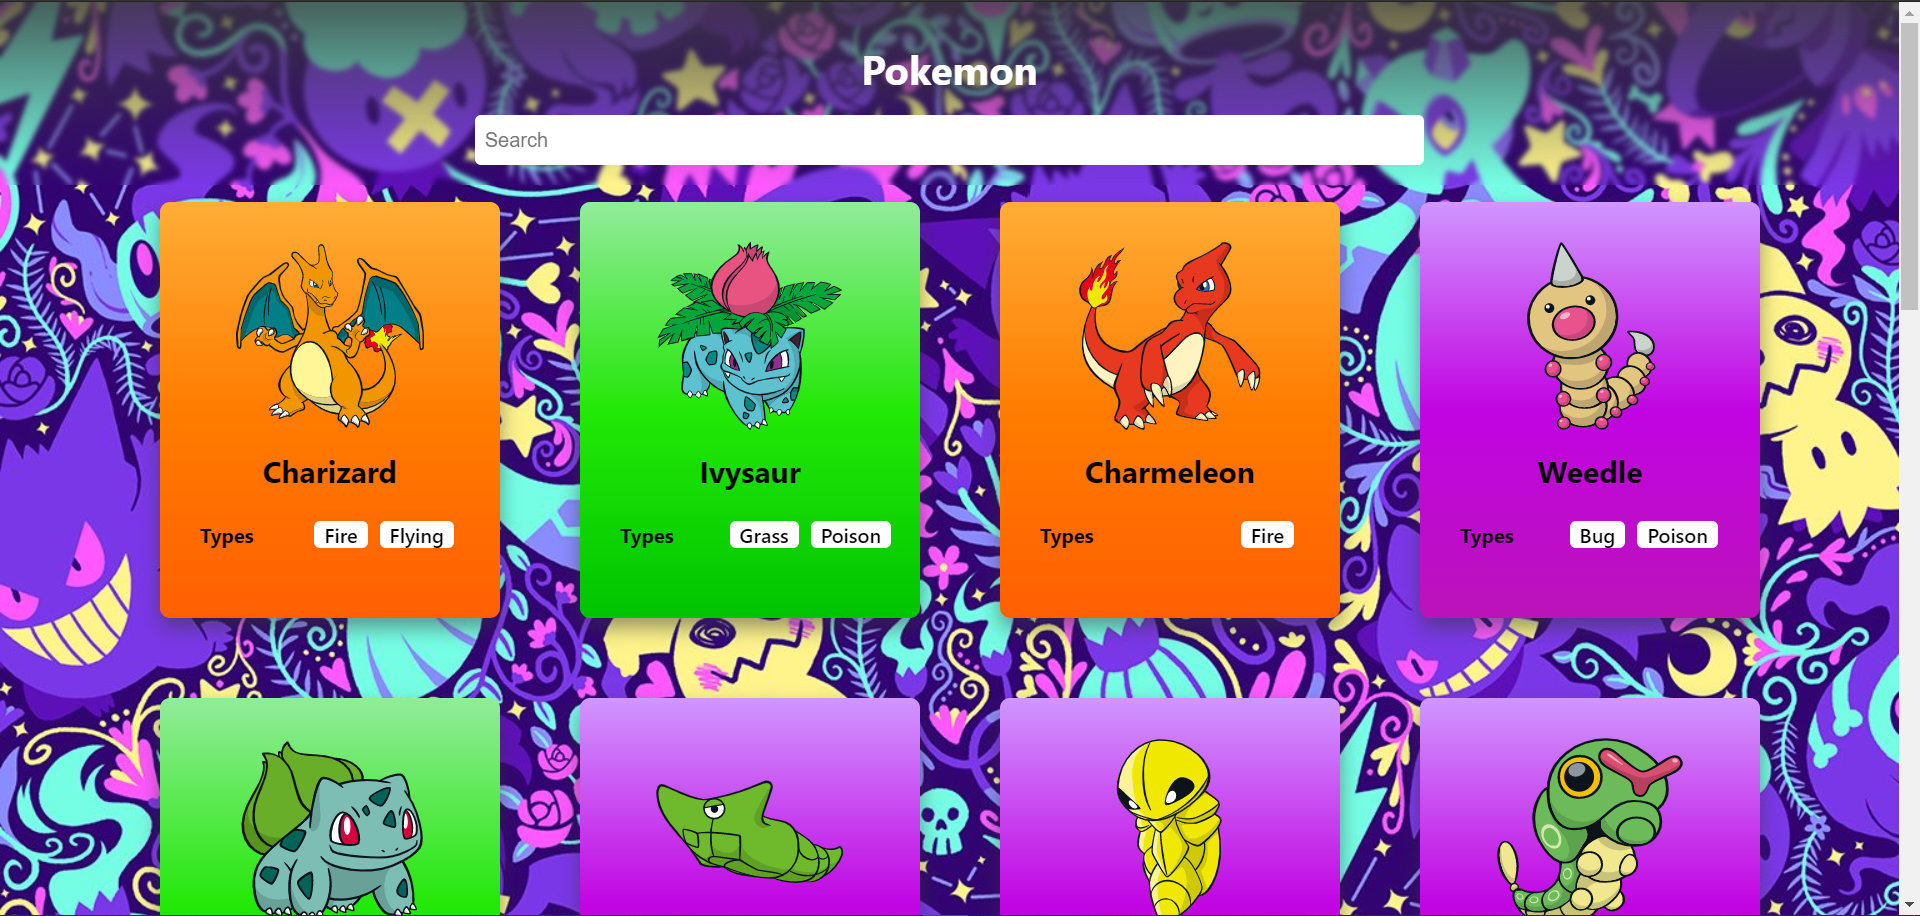 Pokemon
Search
Charizard
Types Fire Flying
Ivysaur
Types Grass Poison
Charmeleon
Types Fire
Weedle
Types Bug Poison